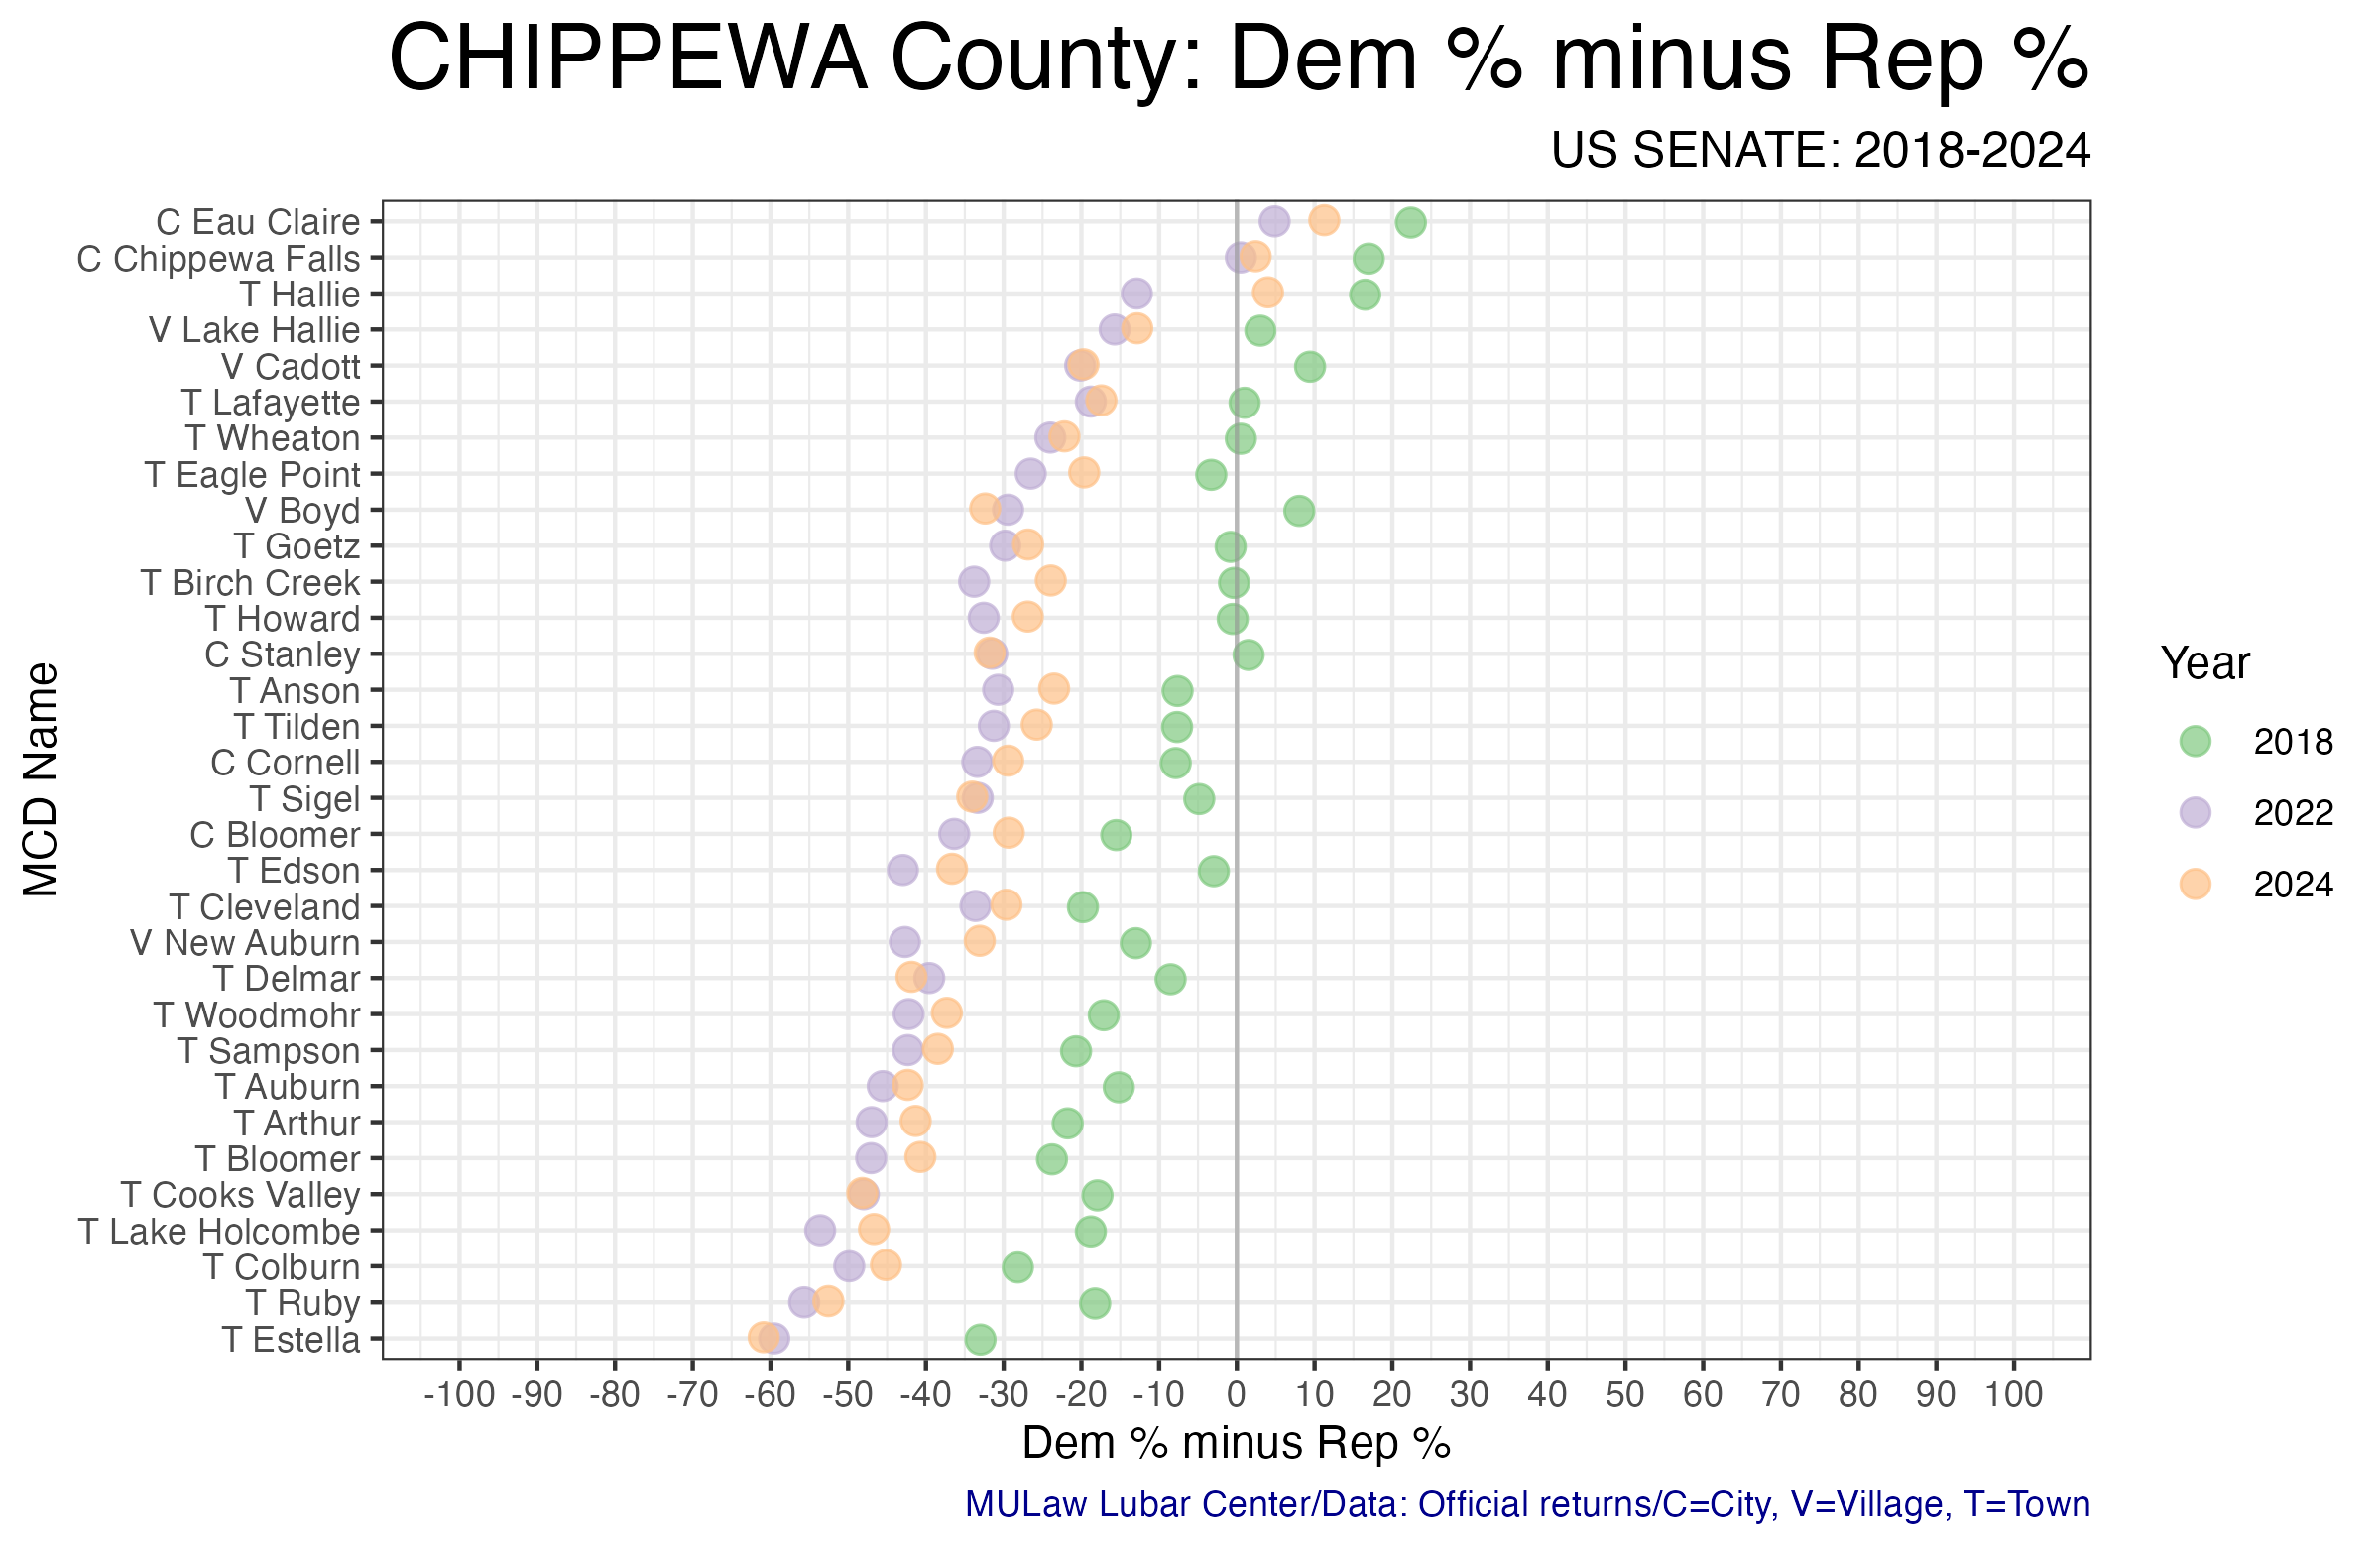 CHIPPEWA County: Dem % minus Rep %
US SENATE: 2018-2024
MCD Name
C Eau Claire
C Chippewa Falls
T Hallie
V Lake Hallie
V Cadott
T Lafayette
T Wheaton
T Eagle Point
V Boyd
T Goetz
T Birch Creek
T Howard
C Stanley
T Anson
T Tilden
C Cornell
T Sigel
C Bloomer
T Edson
T Cleveland
V New Auburn
T Delmar
T Woodmohr
T Sampson
T Auburn
T Arthur
T Bloomer
T Cooks Valley
T Lake Holcombe
T Colburn
T Ruby
T Estella
-100 -90 -80 -70 -60 -50 -40 -30 -20 -10 0 10 20 30 40 50 60 70 80 90 100
Dem % minus Rep %
Year
2018
2022
2024
MULaw Lubar Center/Data: Official returns/C=City, V=Village, T=Town